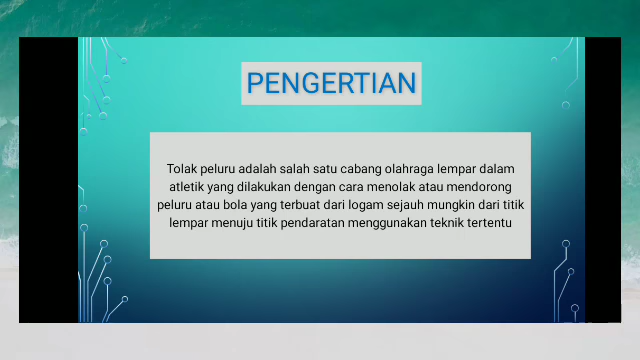 PENGERTIAN
Tolak peluru adalah salah satu cabang olahraga lempar dalam
atletik yang dilakukan dengan cara menolak atau mendorong
peluru atau bola yang terbuat dari logam sejauh mungkin dari titik
lempar menuju titik pendaratan menggunakan teknik tertentu